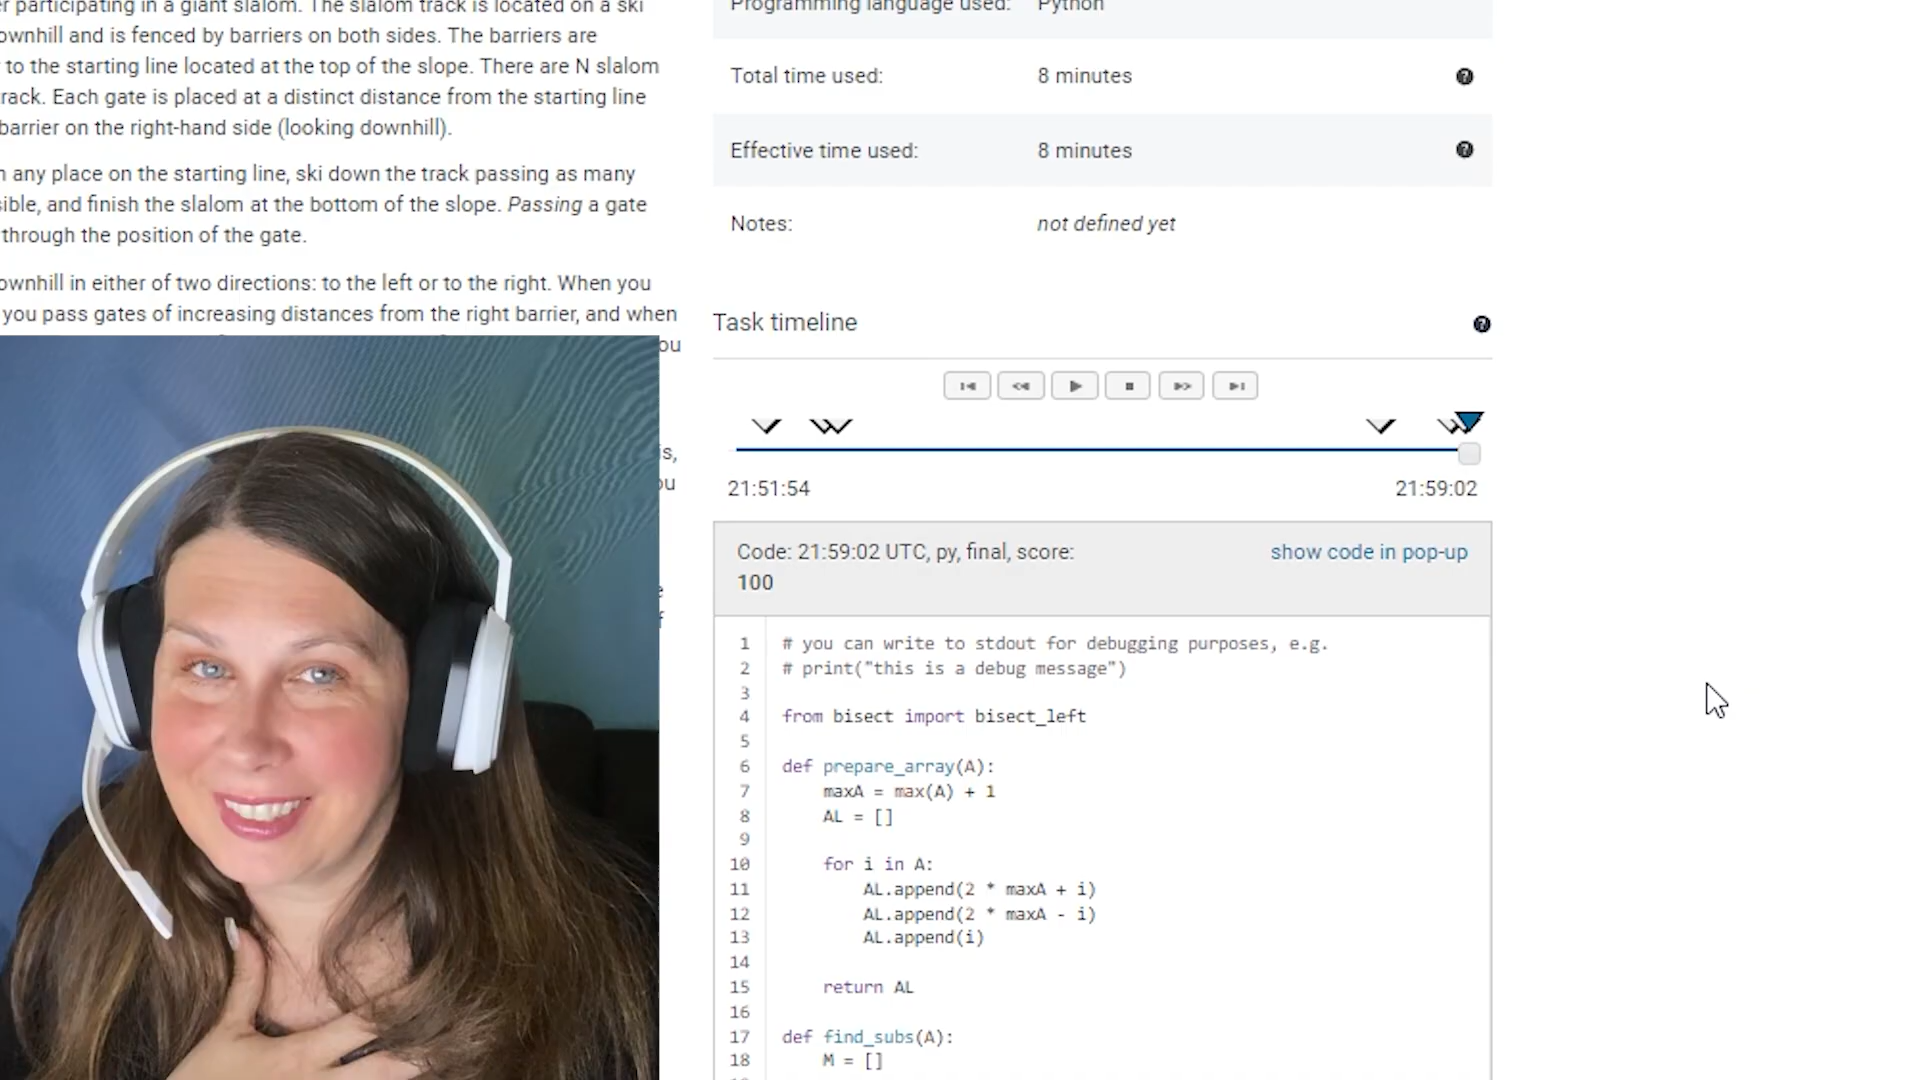 er participating in a giant slalom. The slalom track is located on a ski
ownhill and is fenced by barriers on both sides. The barriers are
to the starting line located at the top of the slope. There are N slalom
rack. Each gate is placed at a distinct distance from the starting line
barrier on the right-hand side (looking downhill).
n any place on the starting line, ski down the track passing as many
sible, and finish the slalom at the bottom of the slope. Passing a gate
through the position of the gate.
ownhill in either of two directions: to the left or to the right. When you
you pass gates of increasing distances from the right barrier, and when
ou
is,
ou
Programming language used: Python
Total time used: 8 minutes
Effective time used: 8 minutes
Notes: not defined yet
Task timeline
21:51:54 21:59:02
Code: 21:59:02 UTC, py, final, score:
100
show code in pop-up
1 # you can write to stdout for debugging purposes, e.g.
2 # print("this is a debug message")
3
4 from bisect import bisect_left
5
6 def prepare_array(A):
7 maxA = max(A) + 1
8 AL = []
9
10 for i in A:
11 AL.append(2 * maxA + i)
12 AL.append(2 * maxA - i)
13 AL.append(i)
14
15 return AL
16
17 def find_subs(A):
18 M = []